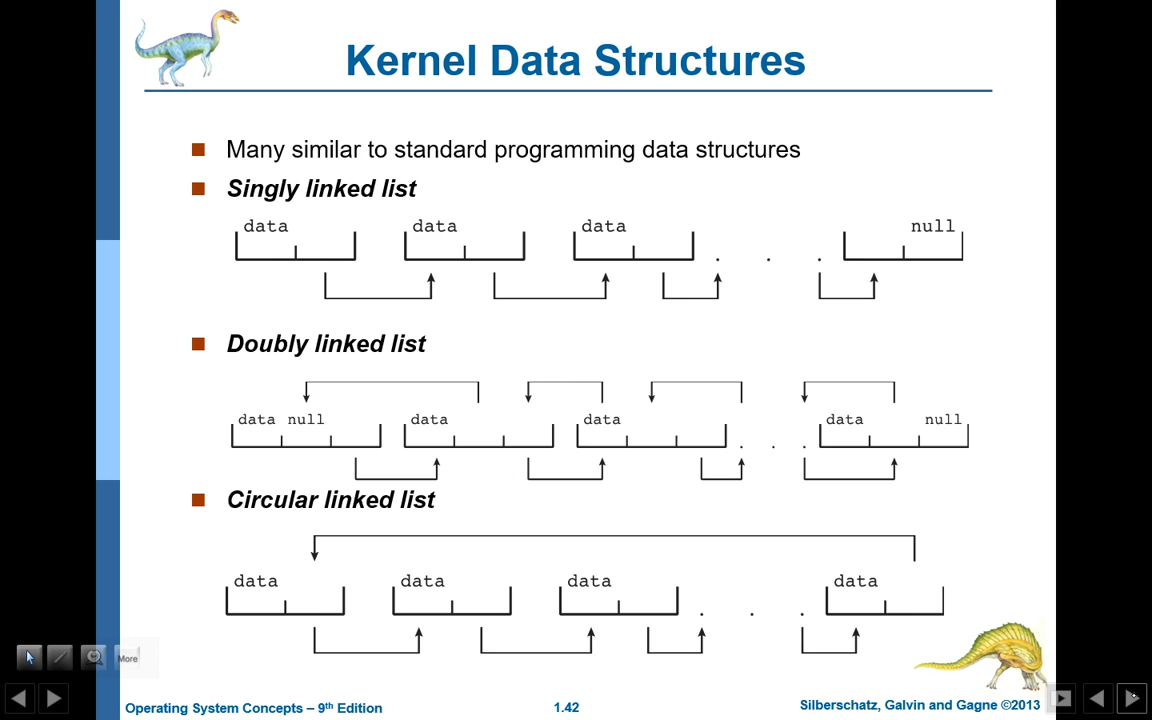 Kernel Data Structures
Many similar to standard programming data structures
Singly linked list
data data data null
. . .
Doubly linked list
data null data data data null
. . .
Circular linked list
data data data data
. . .
More
Operating System Concepts – 9th Edition 1.42 Silberschatz, Galvin and Gagne ©2013